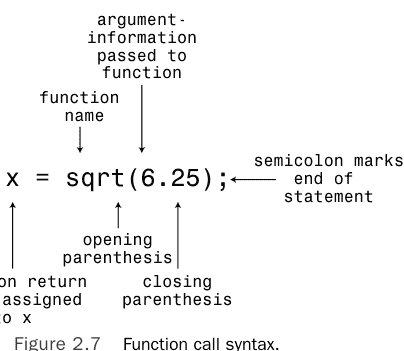 argument-
information
passed to
function
function
name
x = sqrt(6.25);
semicolon marks
end of
statement
opening
parenthesis
closing
parenthesis
return
assigned
x
Figure 2.7 Function call syntax.